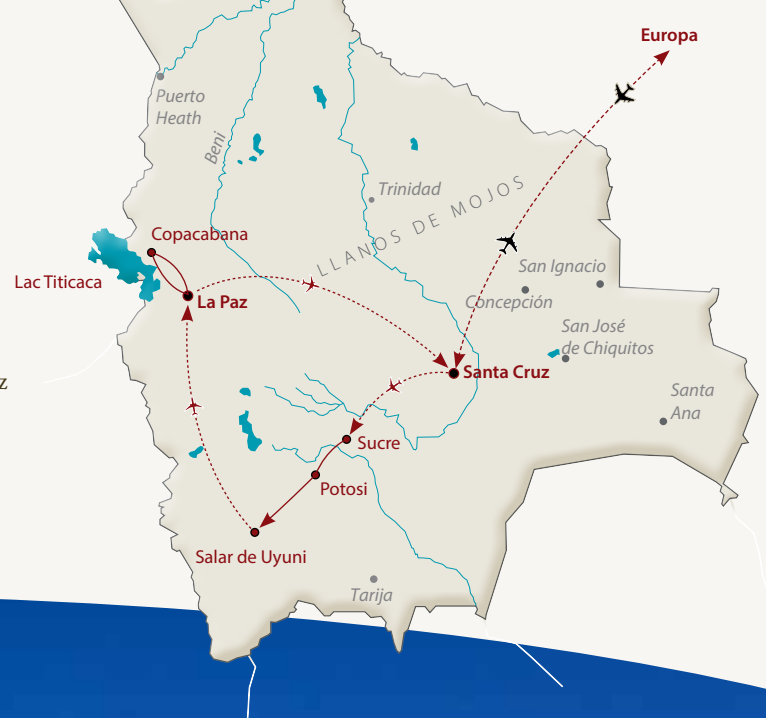 Europa
Puerto
Heath
Beni
Trinidad
LLANOS DE MOJOS
Copacabana
San Ignacio
Lac Titicaca
Concepción
La Paz
San José
de Chiquitos
Santa Cruz
z
Santa
Ana
Sucre
Potosi
Salar de Uyuni
Tarija